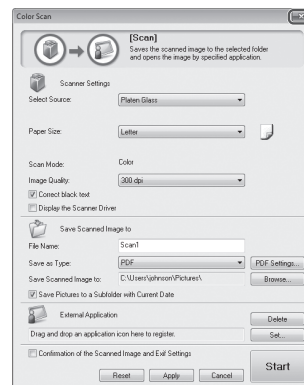 Color Scan
[Scan]
Saves the scanned image to the selected folder
and opens the image by specified application.
Scanner Settings
Select Source: Platen Glass
Paper Size: Letter
Scan Mode: Color
Image Quality: 300 dpi
Correct black text
Display the Scanner Driver
Save Scanned Image to
File Name: Scan1
Save as Type: PDF PDF Settings...
Save Scanned Image to: C:\Users\johnson\Pictures\ Browse...
Save Pictures to a Subfolder with Current Date
External Application Delete
Drag and drop an application icon here to register. Set...
Confirmation of the Scanned Image and Exif Settings
Reset Apply Cancel Start